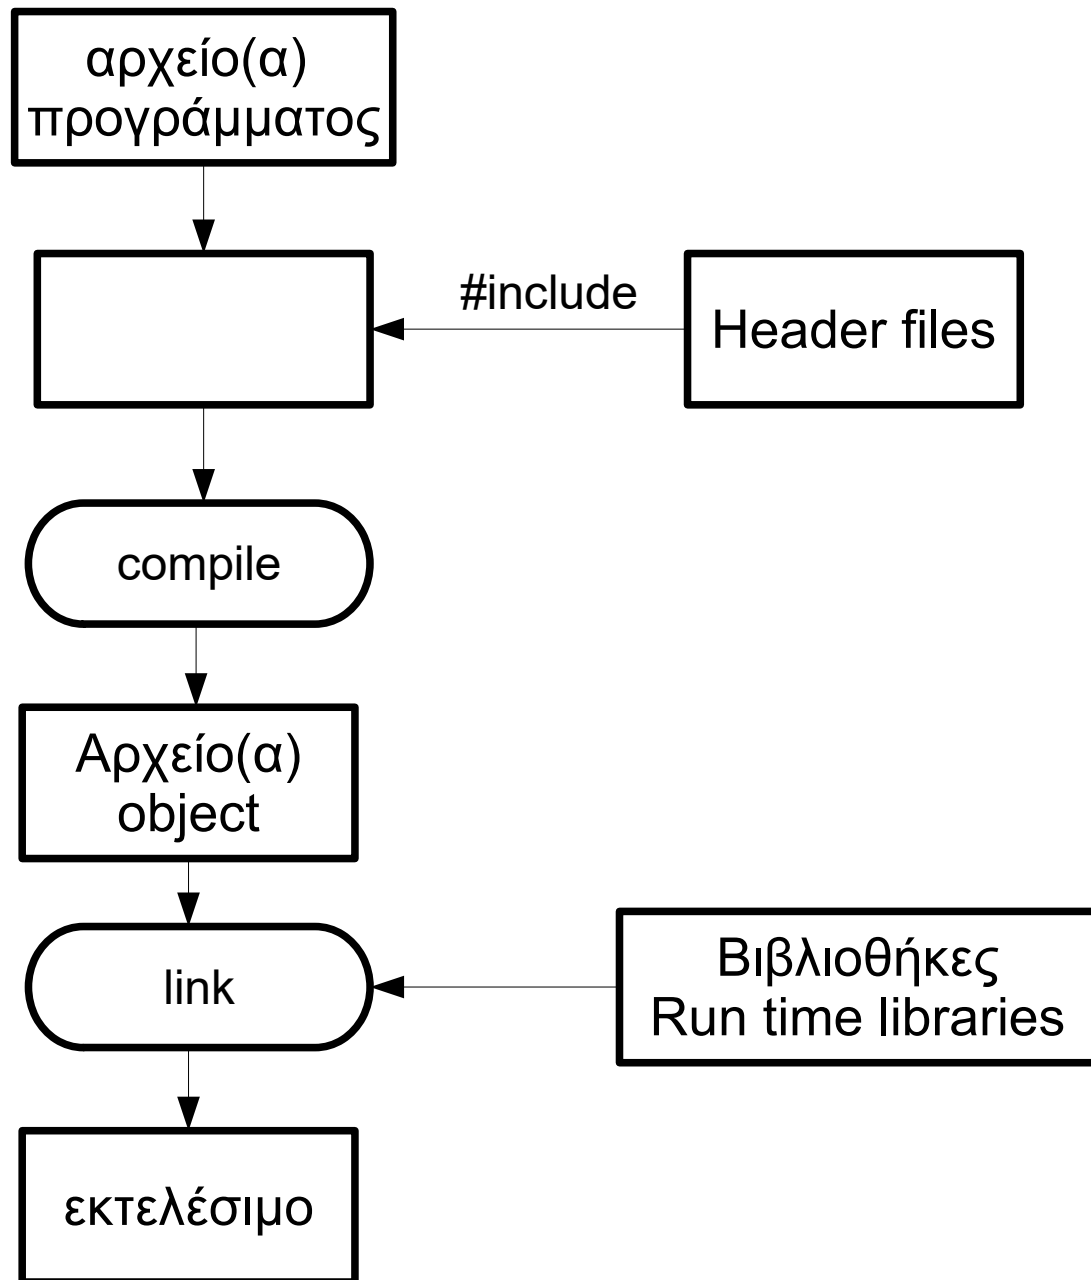 αρχείο(α)
προγράμματος
#include
Header files
compile
Αρχείο(α)
object
link
Βιβλιοθήκες
Run time libraries
εκτελέσιμο